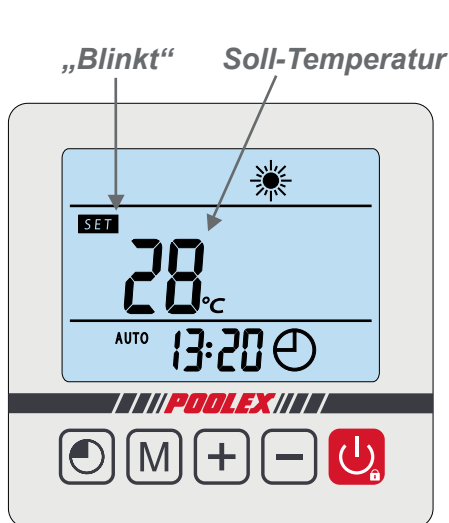 „Blinkt“ Soll-Temperatur
SET
28°C
AUTO 13:20
POOLEX
M + −